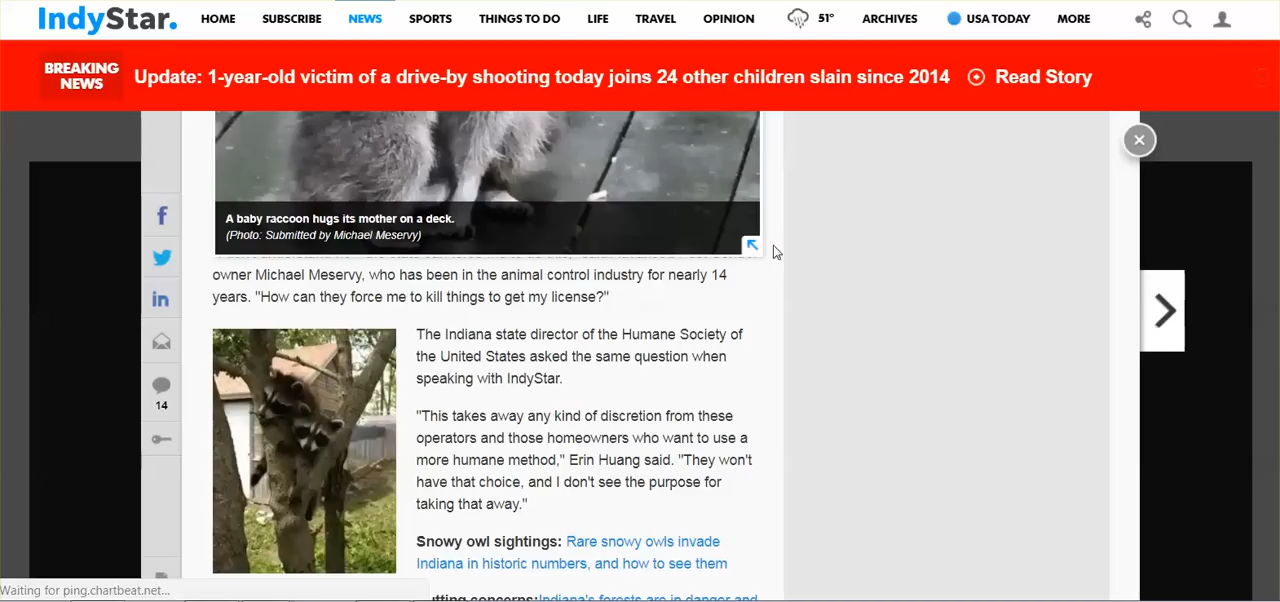 IndyStar.
HOME SUBSCRIBE NEWS SPORTS THINGS TO DO LIFE TRAVEL OPINION 51° ARCHIVES USA TODAY MORE
BREAKING
NEWS
Update: 1-year-old victim of a drive-by shooting today joins 24 other children slain since 2014 Read Story
A baby raccoon hugs its mother on a deck.
(Photo: Submitted by Michael Meservy)
owner Michael Meservy, who has been in the animal control industry for nearly 14
years. "How can they force me to kill things to get my license?"
The Indiana state director of the Humane Society of
the United States asked the same question when
speaking with IndyStar.
"This takes away any kind of discretion from these
operators and those homeowners who want to use a
more humane method," Erin Huang said. "They won't
have that choice, and I don't see the purpose for
taking that away."
Snowy owl sightings: Rare snowy owls invade
Indiana in historic numbers, and how to see them
concerns: Indiana's forests are in danger and
f
in
14
Waiting for ping.chartbeat.net...